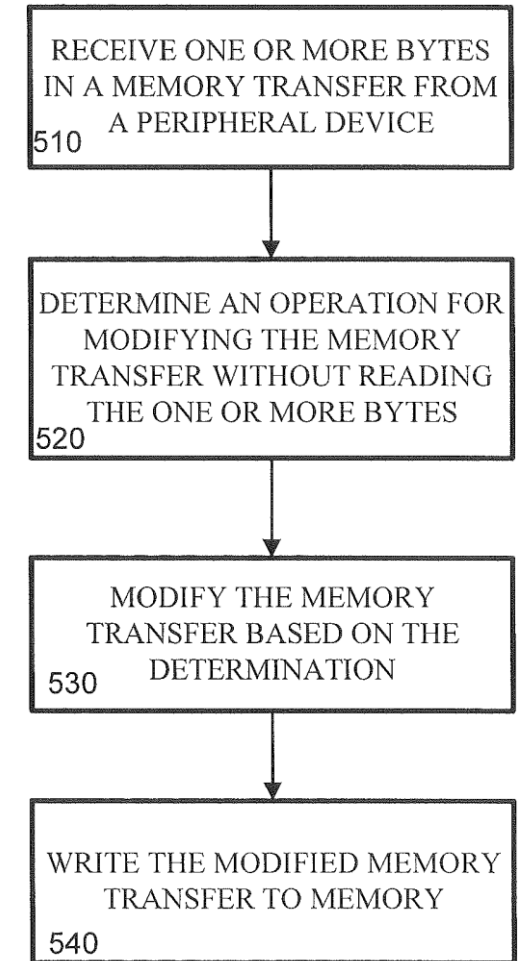 RECEIVE ONE OR MORE BYTES
IN A MEMORY TRANSFER FROM
A PERIPHERAL DEVICE
510
DETERMINE AN OPERATION FOR
MODIFYING THE MEMORY
TRANSFER WITHOUT READING
THE ONE OR MORE BYTES
520
MODIFY THE MEMORY
TRANSFER BASED ON THE
DETERMINATION
530
WRITE THE MODIFIED MEMORY
TRANSFER TO MEMORY
540